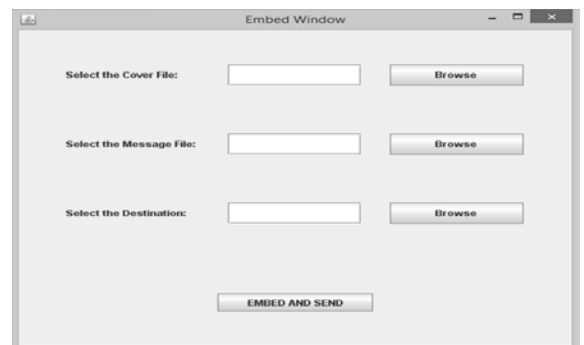 Embed Window
Select the Cover File: Browse
Select the Message File: Browse
Select the Destination: Browse
EMBED AND SEND